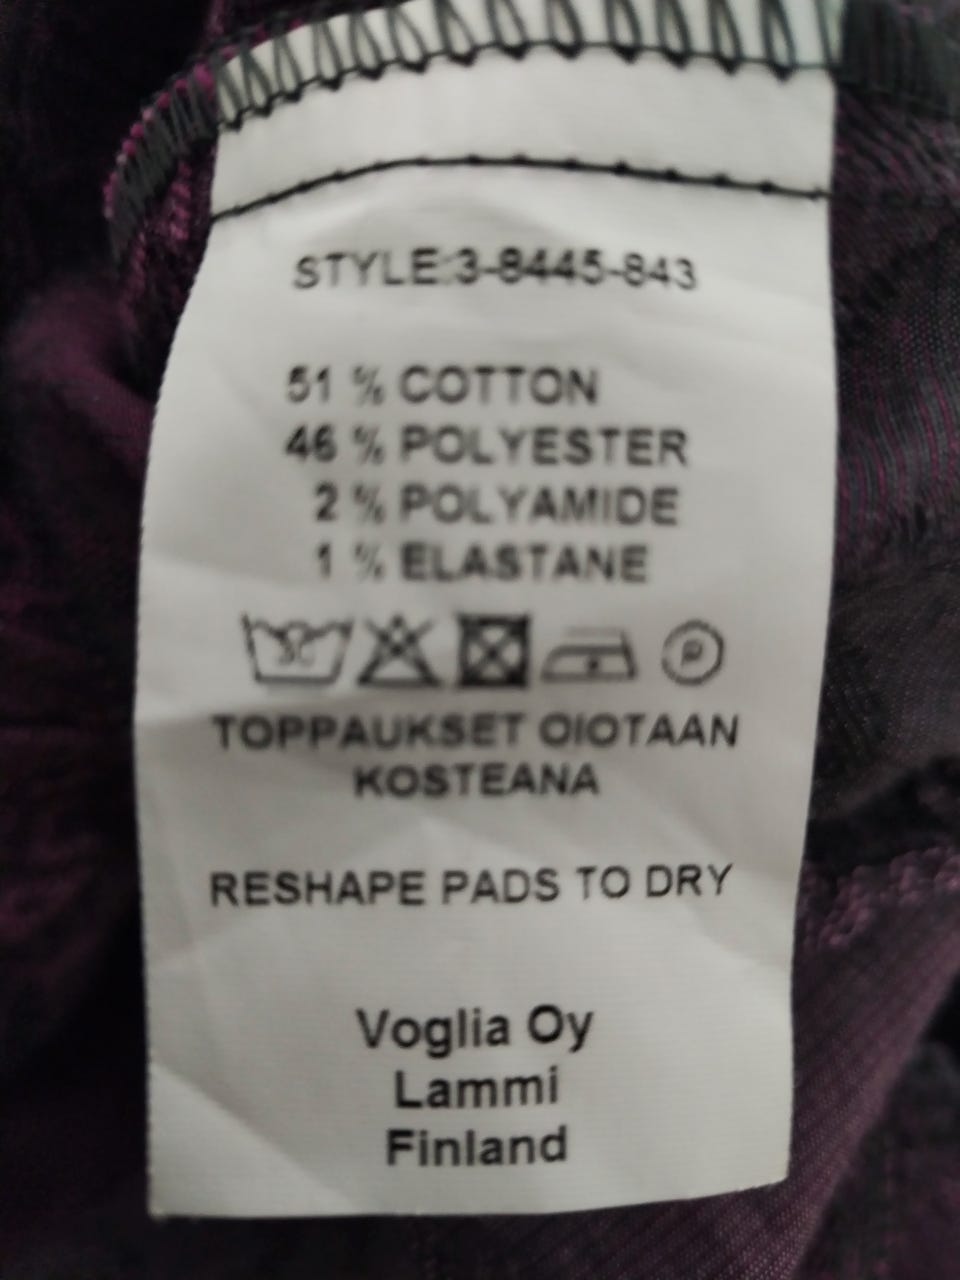 STYLE:3-8445-843
51 % COTTON
46 % POLYESTER
2 % POLYAMIDE
1 % ELASTANE
P
TOPPAUKSET OIOTAAN
KOSTEANA
RESHAPE PADS TO DRY
Voglia Oy
Lammi
Finland